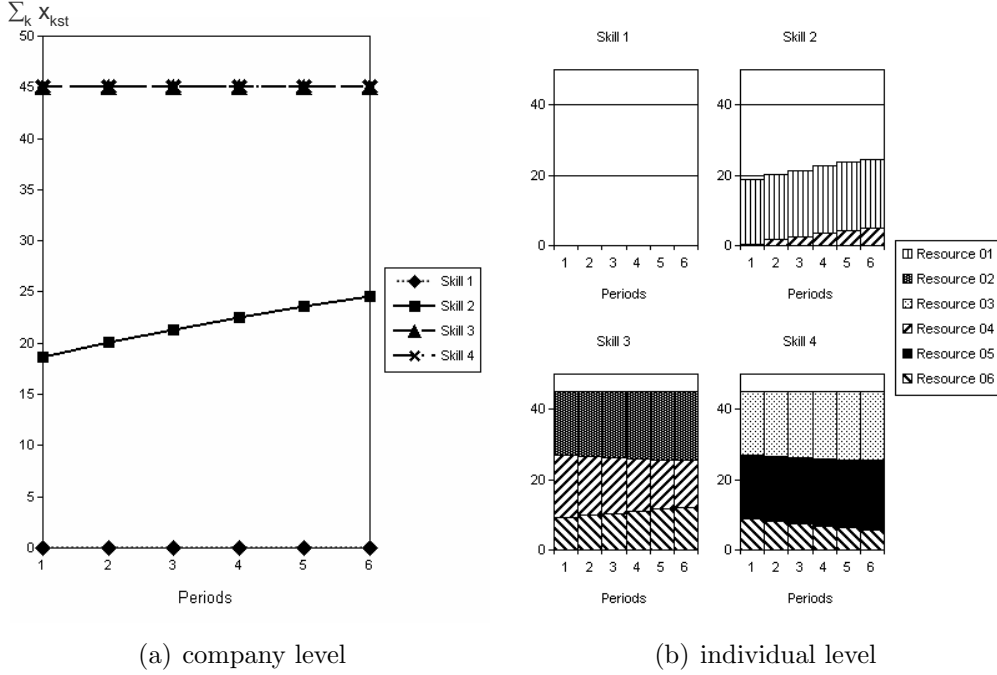 ∑k xkst
50
45
40
35
30
25
20
15
10
5
0
1 2 3 4 5 6
Periods
Skill 1
Skill 2
Skill 3
Skill 4
(a) company level
Skill 1
40
20
0
1 2 3 4 5 6
Periods
Skill 2
40
20
0
1 2 3 4 5 6
Periods
Skill 3
40
20
0
1 2 3 4 5 6
Periods
Skill 4
40
20
0
1 2 3 4 5 6
Periods
Resource 01
Resource 02
Resource 03
Resource 04
Resource 05
Resource 06
(b) individual level